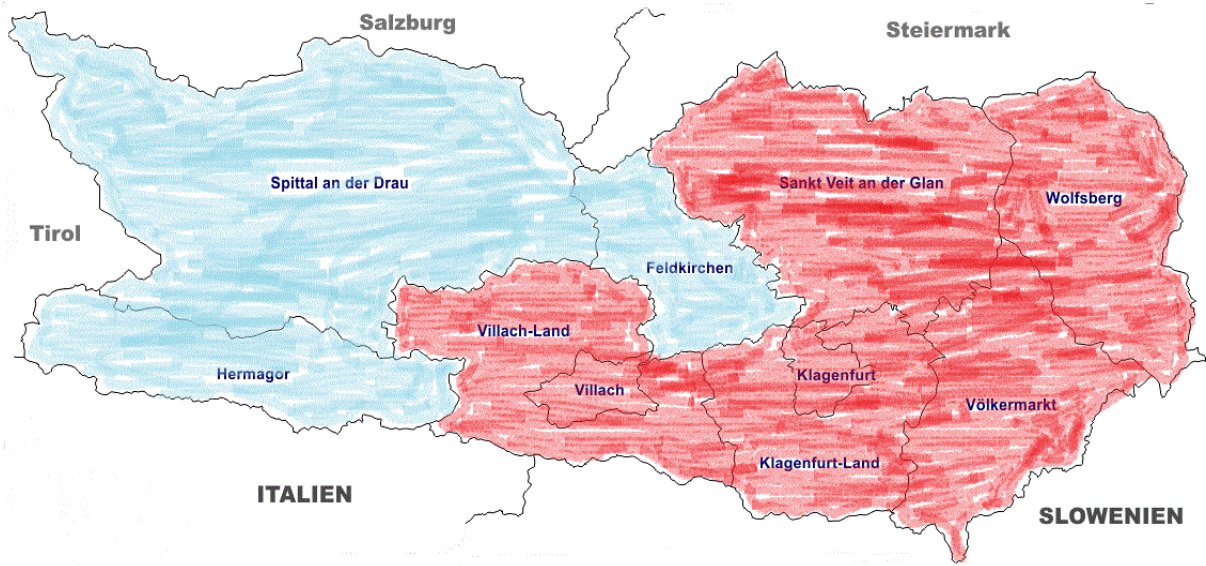 Salzburg
Steiermark
Spittal an der Drau
Sankt Veit an der Glan
Wolfsberg
Tirol
Feldkirchen
Villach-Land
Hermagor
Villach
Klagenfurt
Völkermarkt
Klagenfurt-Land
ITALIEN
SLOWENIEN